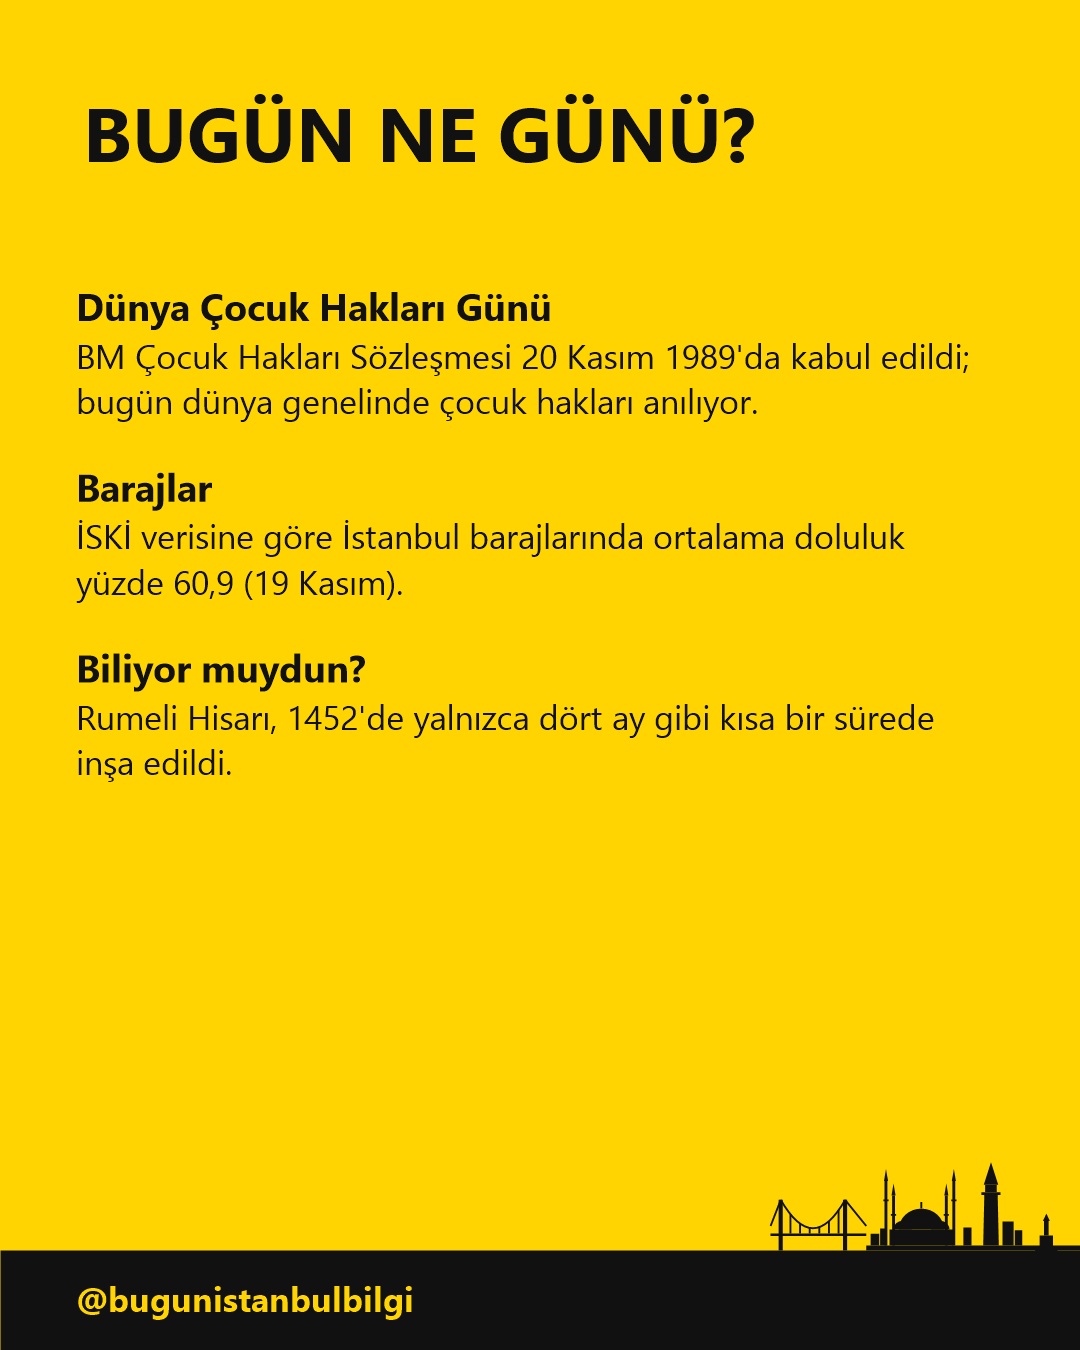 BUGÜN NE GÜNÜ?
Dünya Çocuk Hakları Günü
BM Çocuk Hakları Sözleşmesi 20 Kasım 1989'da kabul edildi;
bugün dünya genelinde çocuk hakları anılıyor.
Barajlar
İSKİ verisine göre İstanbul barajlarında ortalama doluluk
yüzde 60,9 (19 Kasım).
Biliyor muydun?
Rumeli Hisarı, 1452'de yalnızca dört ay gibi kısa bir sürede
inşa edildi.
@bugunistanbulbilgi